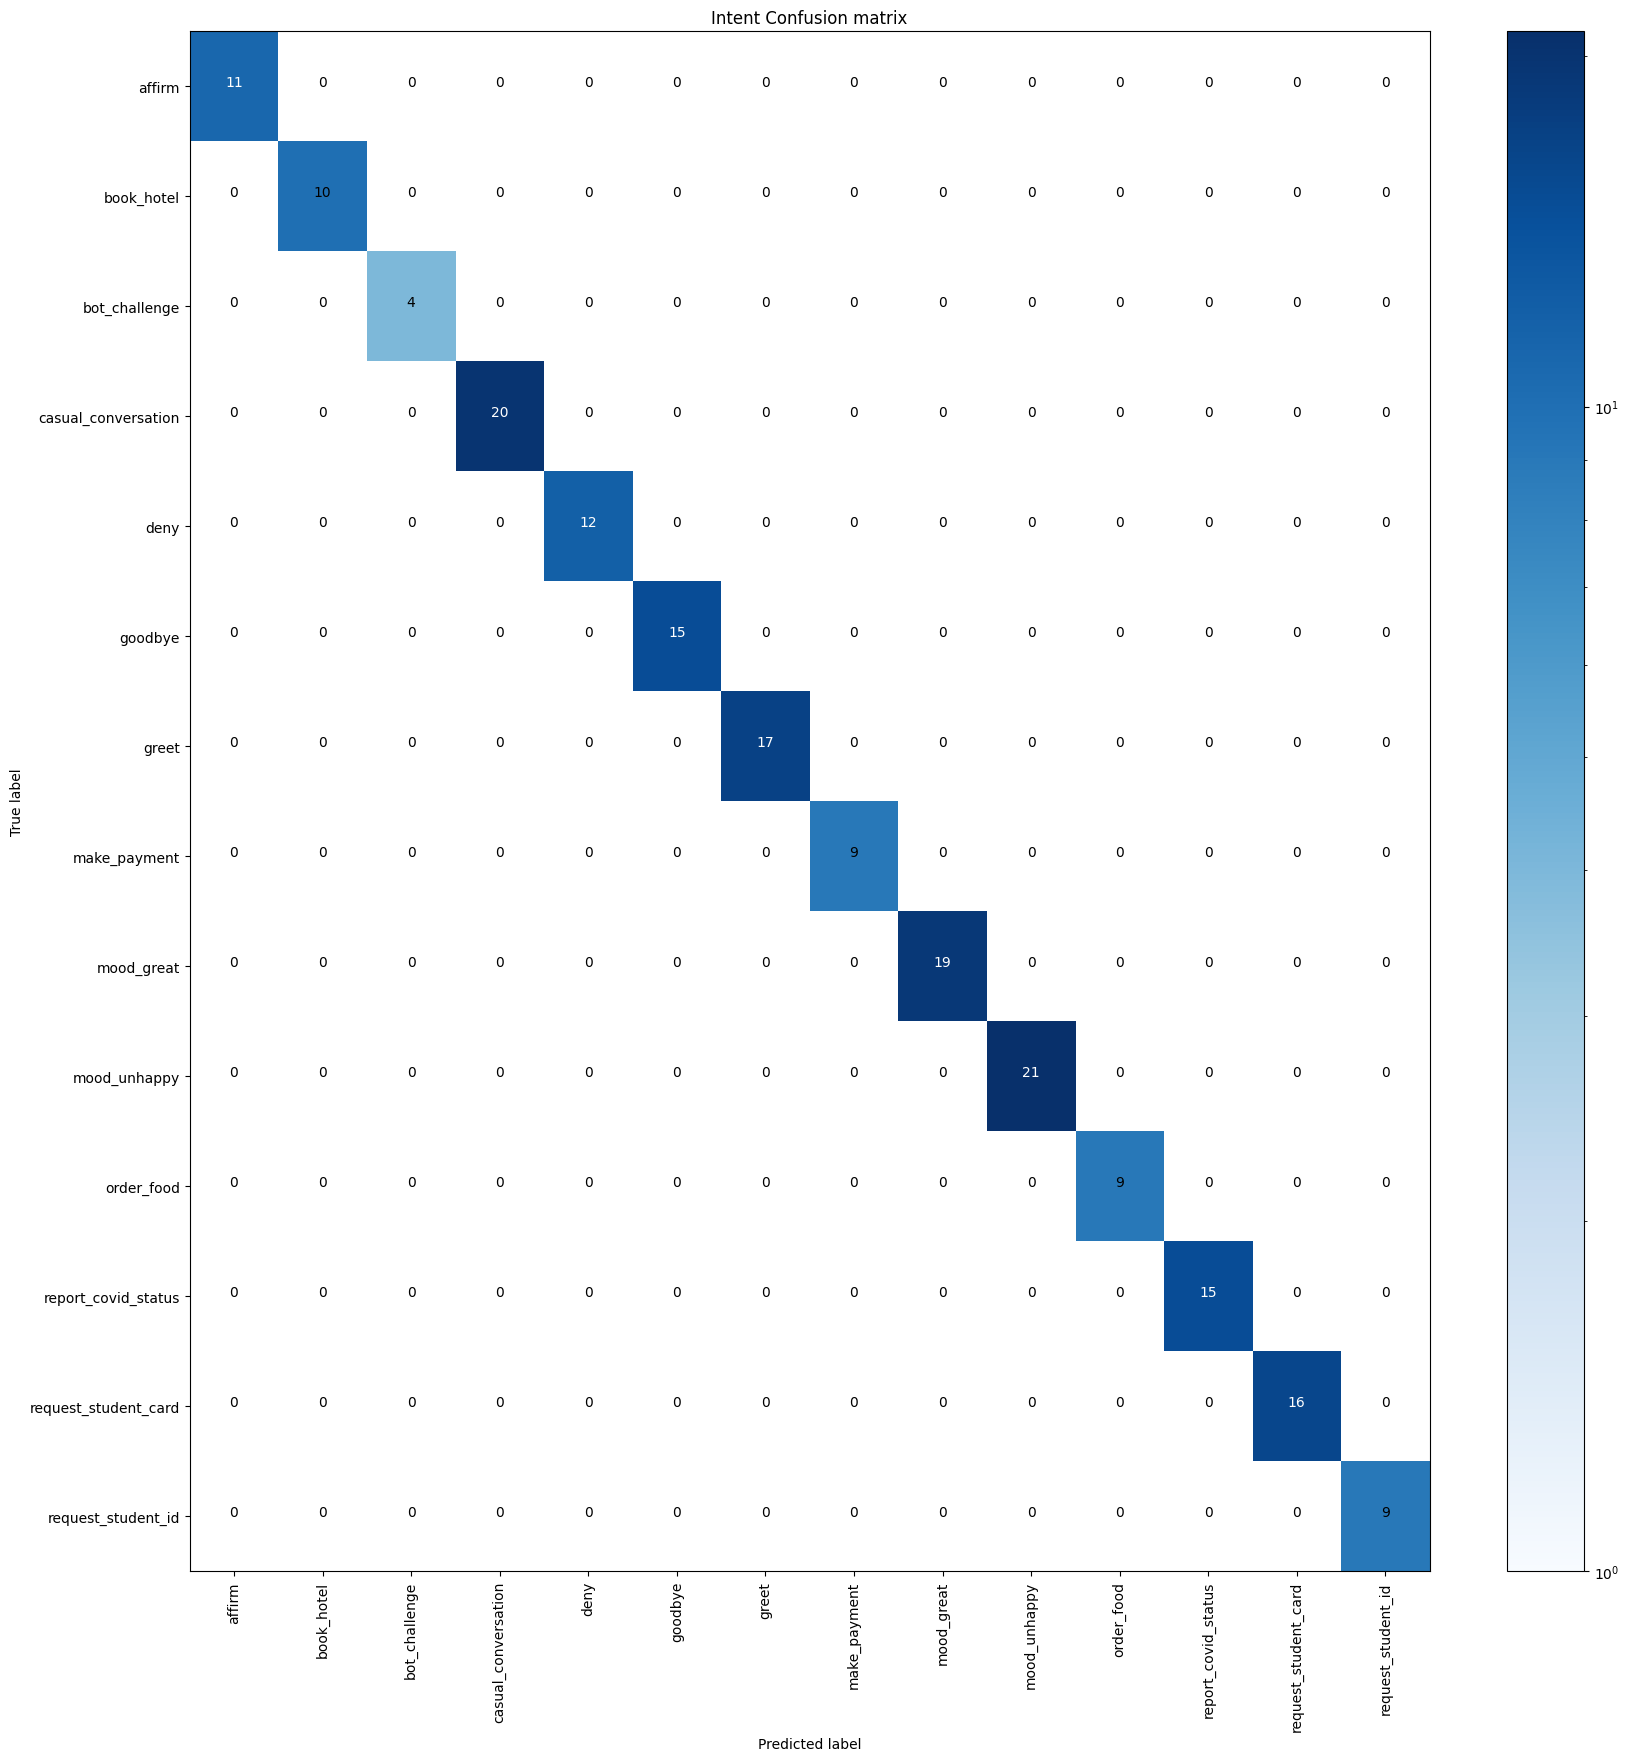 Intent Confusion matrix
affirm 11 0 0 0 0 0 0 0 0 0 0 0 0 0
book_hotel 0 10 0 0 0 0 0 0 0 0 0 0 0 0
bot_challenge 0 0 4 0 0 0 0 0 0 0 0 0 0 0
casual_conversation 0 0 0 20 0 0 0 0 0 0 0 0 0 0
10¹
deny 0 0 0 0 12 0 0 0 0 0 0 0 0 0
goodbye 0 0 0 0 0 15 0 0 0 0 0 0 0 0
greet 0 0 0 0 0 0 17 0 0 0 0 0 0 0
True label
make_payment 0 0 0 0 0 0 0 9 0 0 0 0 0 0
mood_great 0 0 0 0 0 0 0 0 19 0 0 0 0 0
mood_unhappy 0 0 0 0 0 0 0 0 0 21 0 0 0 0
order_food 0 0 0 0 0 0 0 0 0 0 9 0 0 0
report_covid_status 0 0 0 0 0 0 0 0 0 0 0 15 0 0
request_student_card 0 0 0 0 0 0 0 0 0 0 0 0 16 0
request_student_id 0 0 0 0 0 0 0 0 0 0 0 0 0 9
10⁰
affirm
book_hotel
bot_challenge
casual_conversation
deny
goodbye
greet
make_payment
mood_great
mood_unhappy
order_food
report_covid_status
request_student_card
request_student_id
Predicted label